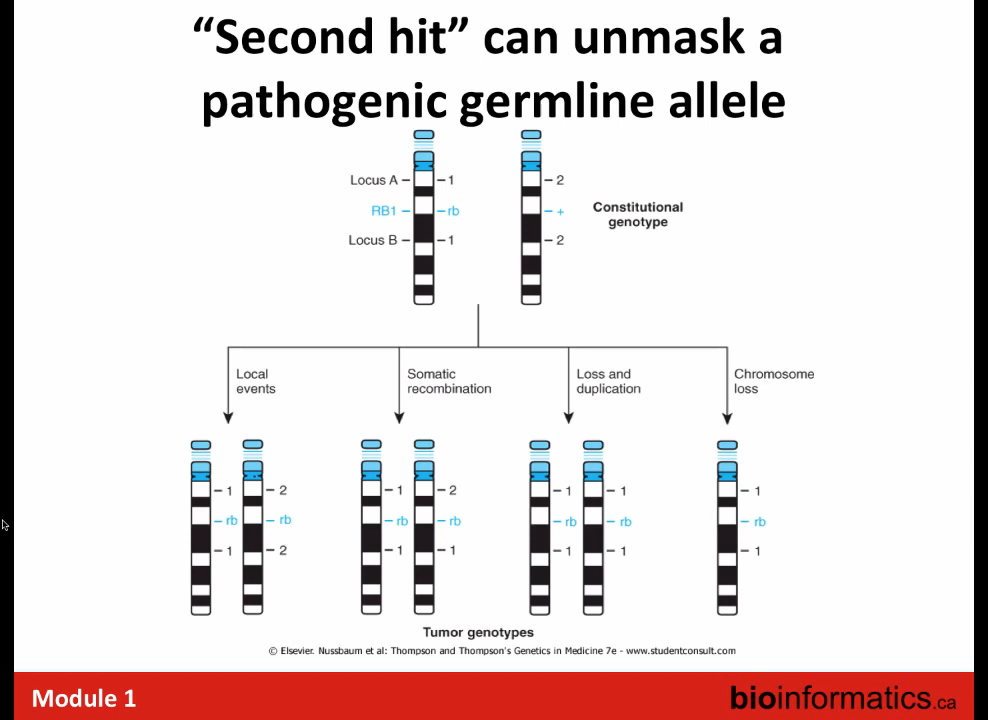 “Second hit” can unmask a
pathogenic germline allele
Locus A
1
2
RB1
rb
+
Locus B
1
2
Constitutional
genotype
Local
events
Somatic
recombination
Loss and
duplication
Chromosome
loss
1
2
1
2
1
1
1
rb
rb
rb
rb
rb
rb
rb
1
2
1
1
1
1
1
Tumor genotypes
© Elsevier. Nussbaum et al: Thompson and Thompson's Genetics in Medicine 7e - www.studentconsult.com
Module 1
bioinformatics.ca